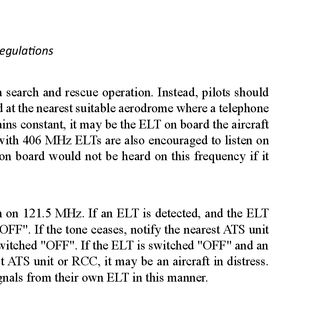 egulations
search and rescue operation. Instead, pilots should
at the nearest suitable aerodrome where a telephone
ins constant, it may be the ELT on board the aircraft
with 406 MHz ELTs are also encouraged to listen on
on board would not be heard on this frequency if it
on 121.5 MHz. If an ELT is detected, and the ELT
OFF". If the tone ceases, notify the nearest ATS unit
witched "OFF". If the ELT is switched "OFF" and an
t ATS unit or RCC, it may be an aircraft in distress.
gnals from their own ELT in this manner.